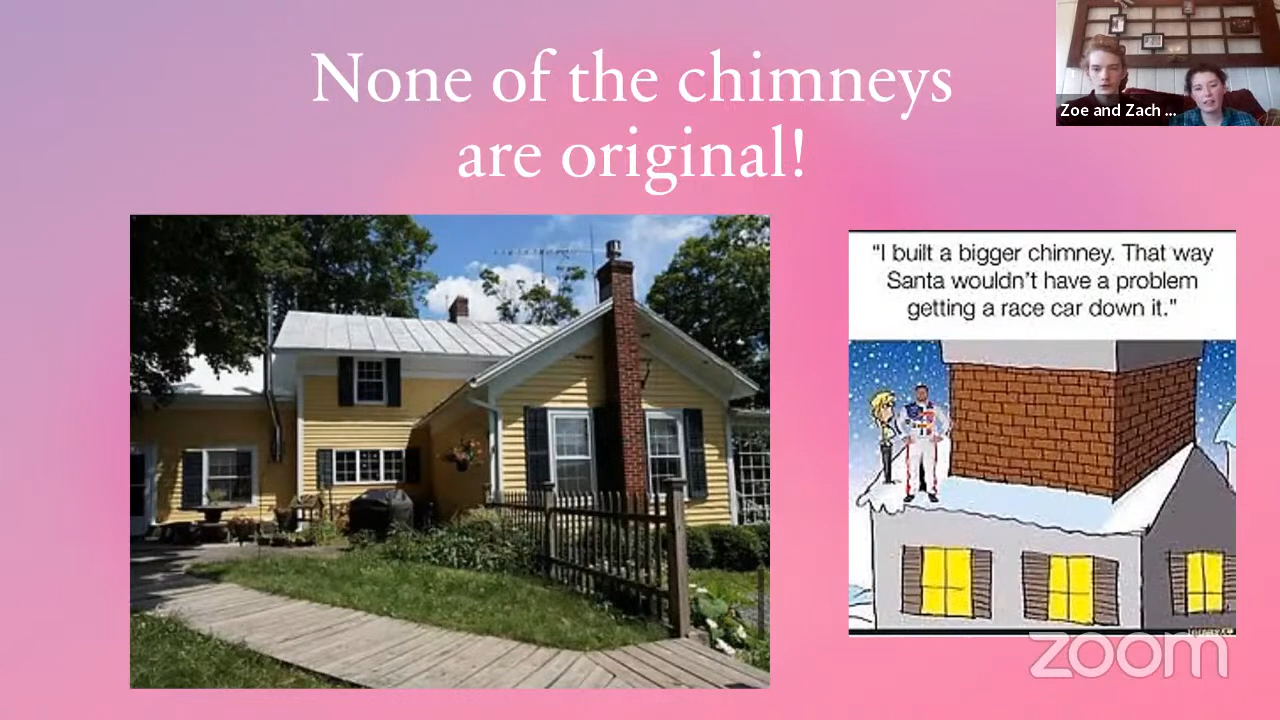 None of the chimneys
are original!
Zoe and Zach ...
"I built a bigger chimney. That way
Santa wouldn't have a problem
getting a race car down it."
zoom